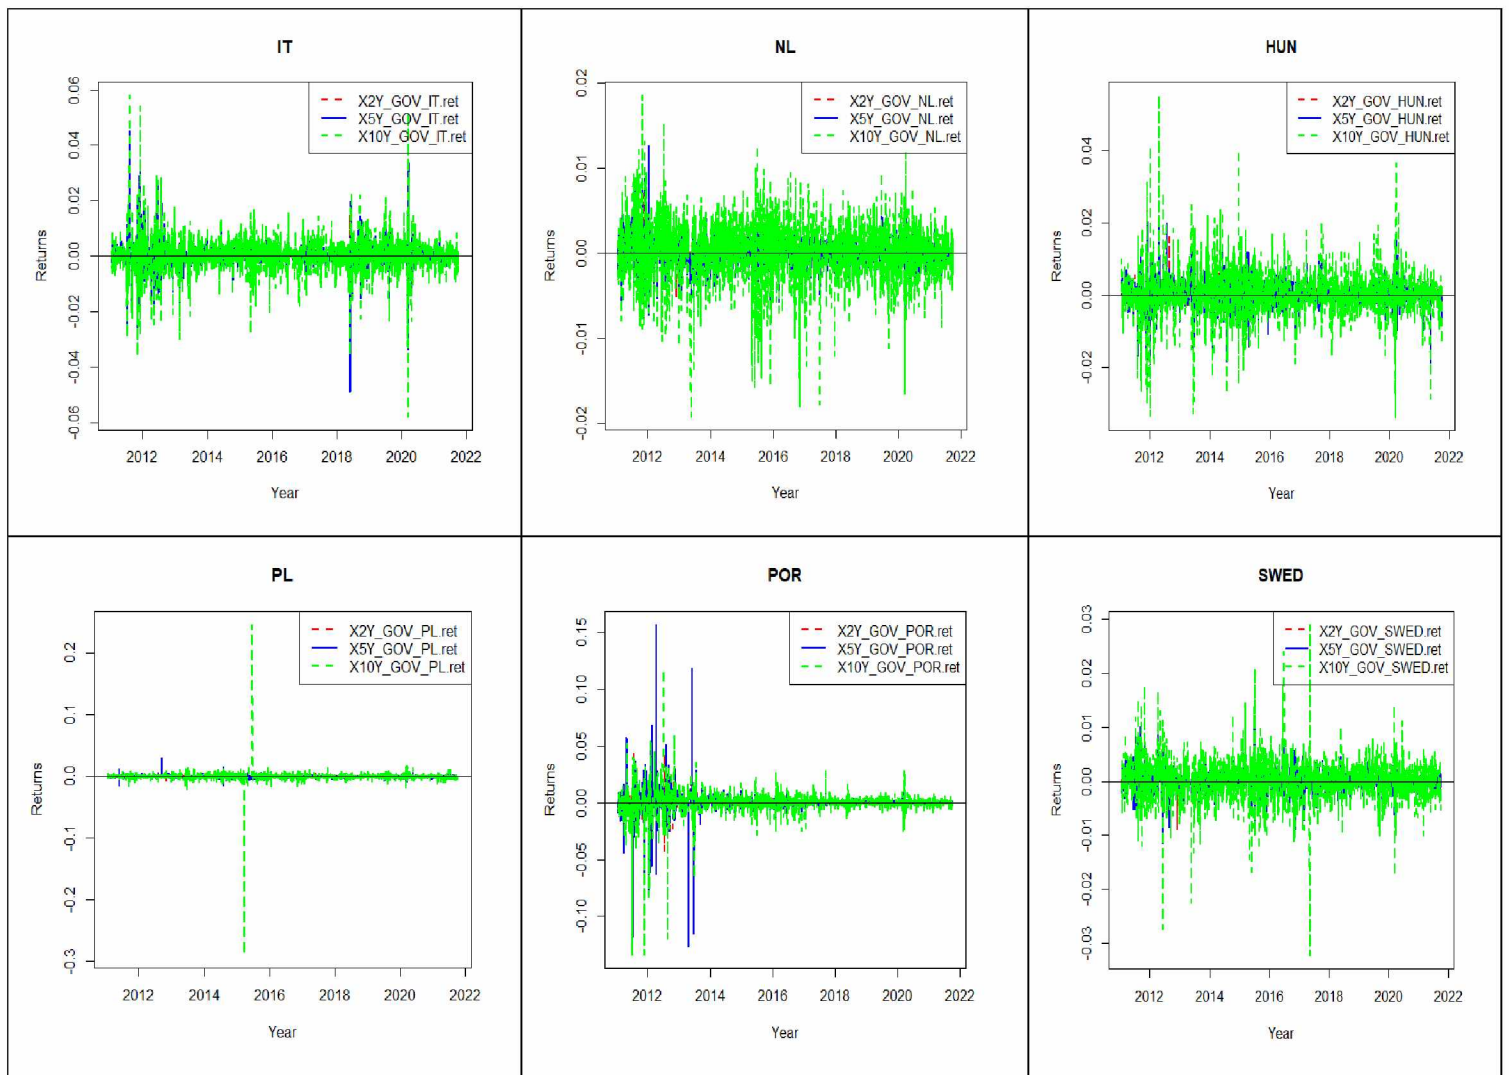 IT
X2Y_GOV_IT.ret
X5Y_GOV_IT.ret
X10Y_GOV_IT.ret
Returns
0.06
0.04
0.02
0.0
-0.02
-0.04
-0.06
2012 2014 2016 2018 2020 2022
Year
NL
X2Y_GOV_NL.ret
X5Y_GOV_NL.ret
X10Y_GOV_NL.ret
Returns
0.02
0.01
0.00
-0.01
-0.02
2012 2014 2016 2018 2020 2022
Year
HUN
X2Y_GOV_HUN.ret
X5Y_GOV_HUN.ret
X10Y_GOV_HUN.ret
Returns
0.04
0.02
0.00
-0.02
2012 2014 2016 2018 2020 2022
Year
PL
X2Y_GOV_PL.ret
X5Y_GOV_PL.ret
X10Y_GOV_PL.ret
Returns
0.2
0.1
0.0
-0.1
-0.2
-0.3
2012 2014 2016 2018 2020 2022
Year
POR
X2Y_GOV_POR.ret
X5Y_GOV_POR.ret
X10Y_GOV_POR.ret
Returns
0.15
0.10
0.05
0.00
-0.05
-0.10
2012 2014 2016 2018 2020 2022
Year
SWED
X2Y_GOV_SWED.ret
X5Y_GOV_SWED.ret
X10Y_GOV_SWED.ret
Returns
0.03
0.02
0.01
0.00
-0.01
-0.02
-0.03
2012 2014 2016 2018 2020 2022
Year